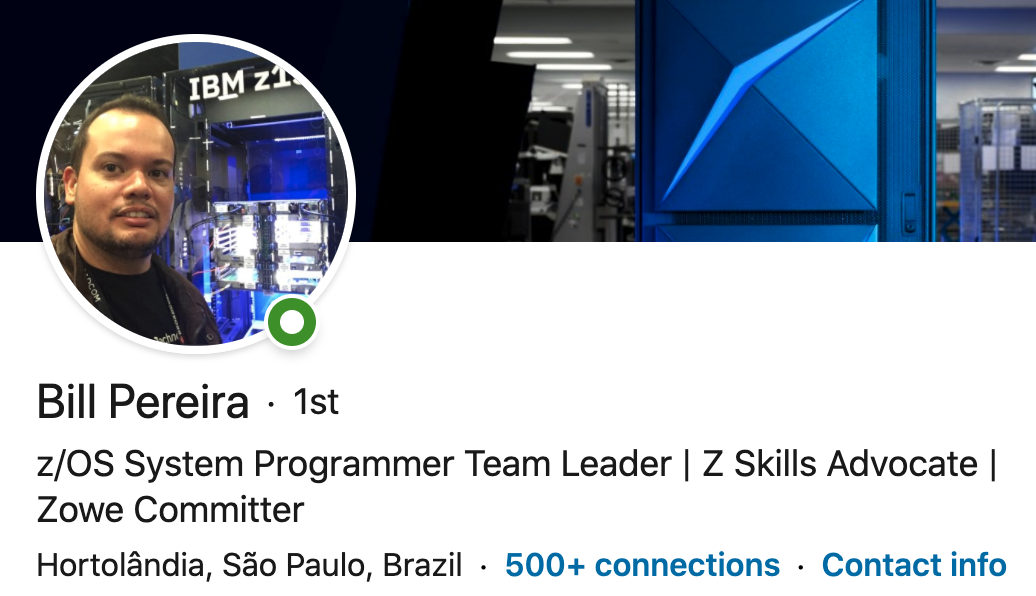 IBM z1
Bill Pereira · 1st
z/OS System Programmer Team Leader | Z Skills Advocate |
Zowe Committer
Hortolândia, São Paulo, Brazil · 500+ connections · Contact info